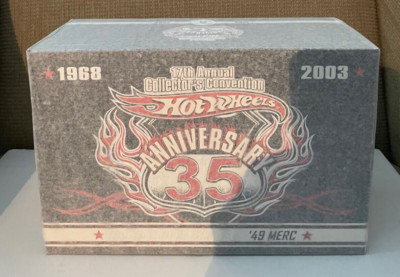 17th Annual
1968 Collector's Convention 2003
Hot Wheels
ANNIVERSARY
35
'49 MERC